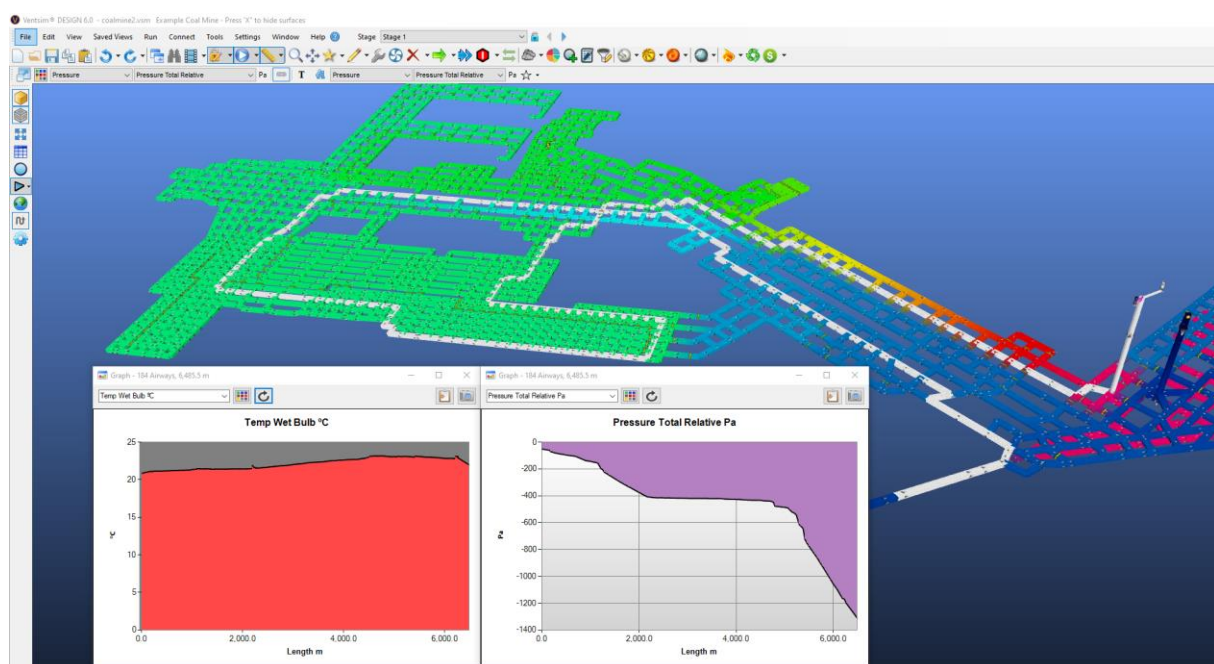 Ventsim® DESIGN 6.0 - coalmine2.vsm Example Coal Mine - Press 'X' to hide surfaces
File Edit View Saved Views Run Connect Tools Settings Window Help Stage Stage 1
Pressure Pressure Total Relative Pa T Pressure Pressure Total Relative Pa
Graph - 184 Airways, 6,485.5 m
Temp Wet Bulb ºC
Temp Wet Bulb ºC
25
20
15
10
5
0
ºC
0.0 2,000.0 4,000.0 6,000.0
Length m
Graph - 184 Airways, 6,485.5 m
Pressure Total Relative Pa
Pressure Total Relative Pa
0
-200
-400
-600
-800
-1000
-1200
-1400
Pa
0.0 2,000.0 4,000.0 6,000.0
Length m